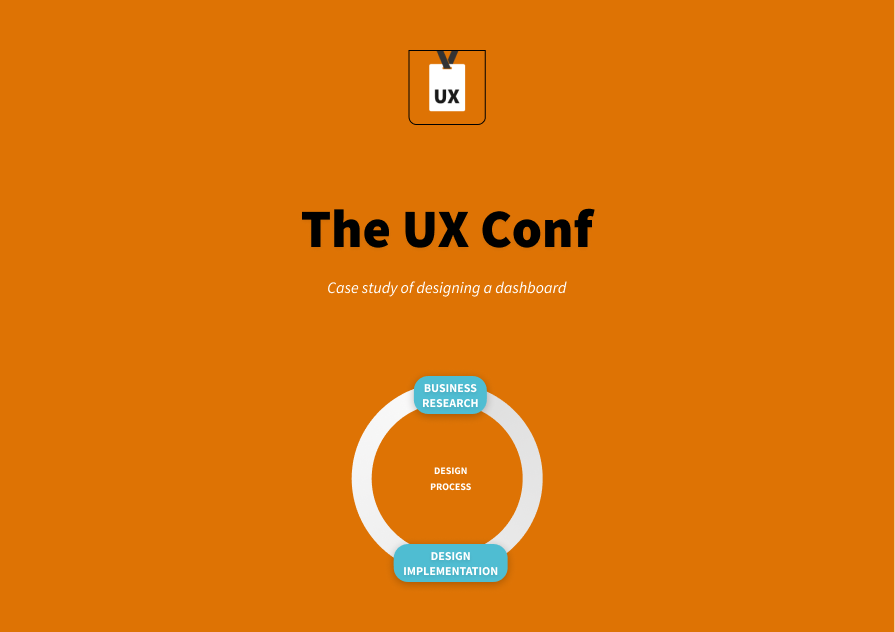 UX
The UX Conf
Case study of designing a dashboard
BUSINESS
RESEARCH
DESIGN
PROCESS
DESIGN
IMPLEMENTATION